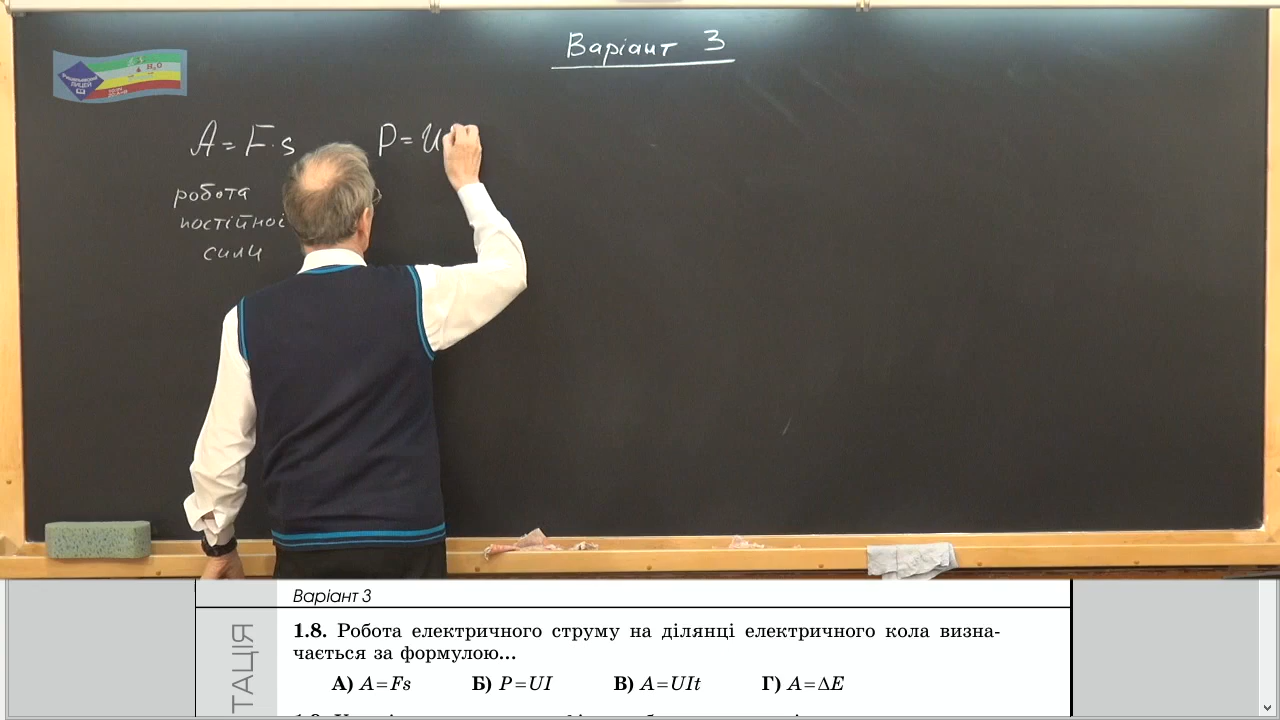 Варіант 3
A = F · s
P = U
робота
постійної
сили
Варіант 3
1.8. Робота електричного струму на ділянці електричного кола визна-
чається за формулою...
А) A=Fs Б) P=UI В) A=UIt Г) A=ΔE
ТАЦІЯ